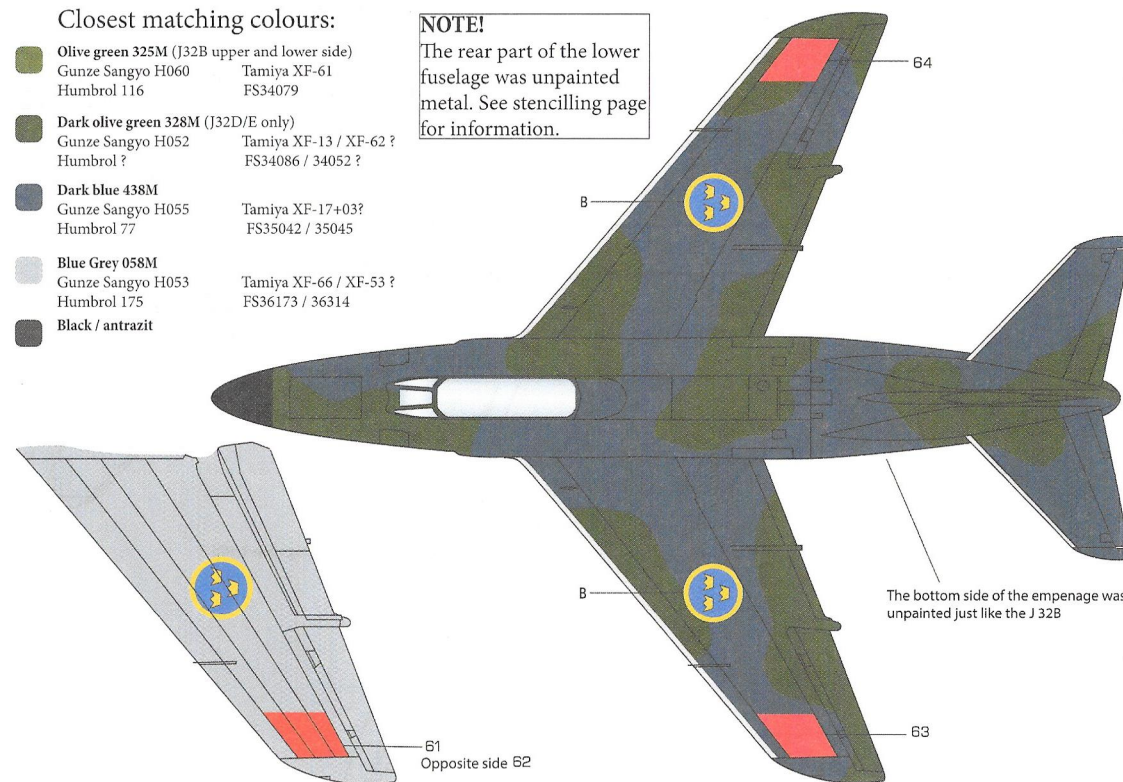 Closest matching colours:
Olive green 325M (J32B upper and lower side)
Gunze Sangyo H060 Tamiya XF-61
Humbrol 116 FS34079
Dark olive green 328M (J32D/E only)
Gunze Sangyo H052 Tamiya XF-13 / XF-62 ?
Humbrol ? FS34086 / 34052 ?
Dark blue 438M
Gunze Sangyo H055 Tamiya XF-17+03?
Humbrol 77 FS35042 / 35045
Blue Grey 058M
Gunze Sangyo H053 Tamiya XF-66 / XF-53 ?
Humbrol 175 FS36173 / 36314
Black / antrazit
NOTE!
The rear part of the lower
fuselage was unpainted
metal. See stencilling page
for information.
64
B
B
The bottom side of the empenage was
unpainted just like the J 32B
63
61
Opposite side 62